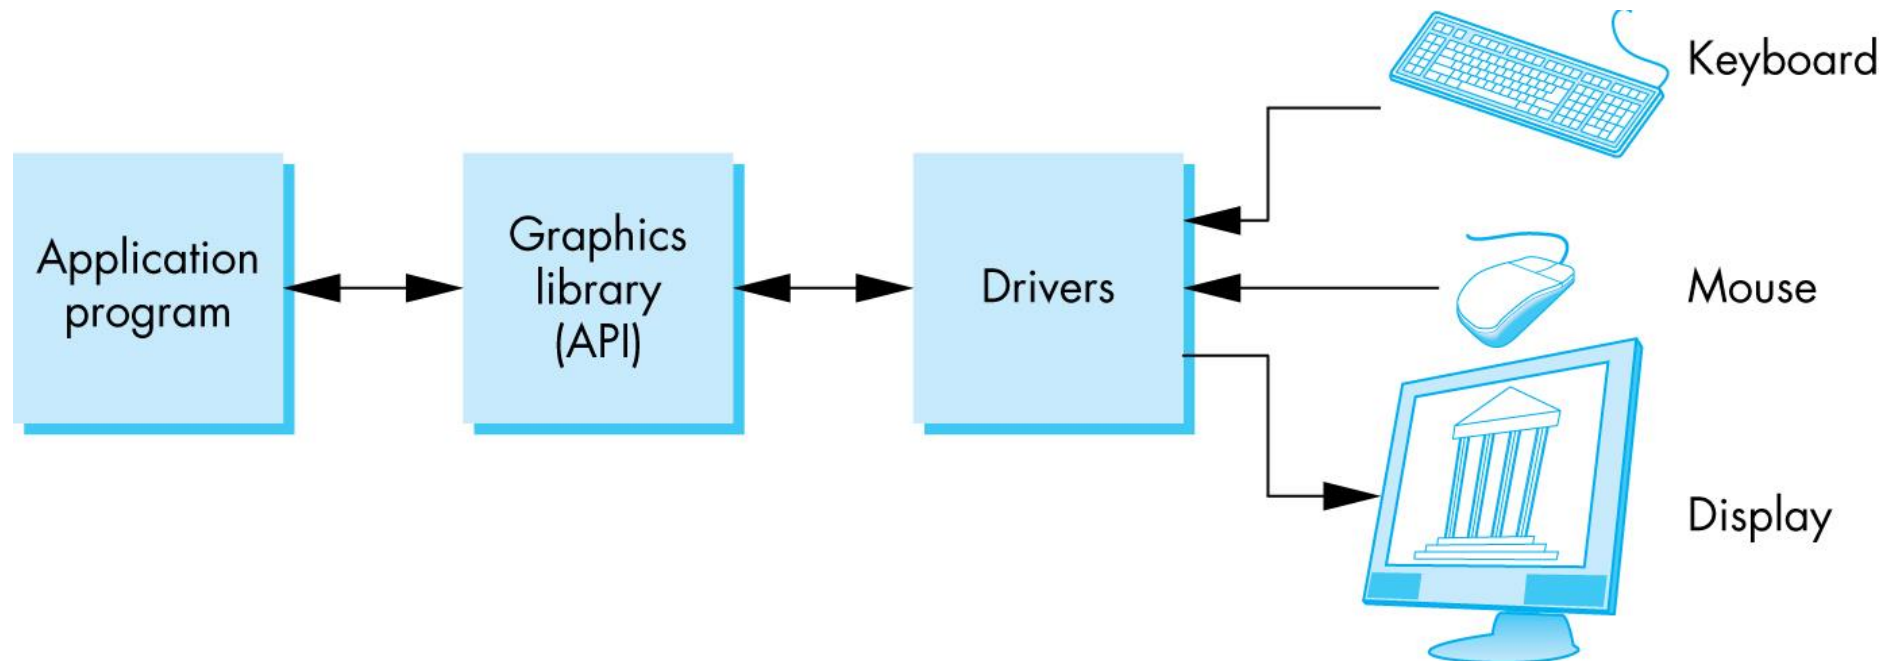 Application
program
Graphics
library
(API)
Drivers
Keyboard
Mouse
Display